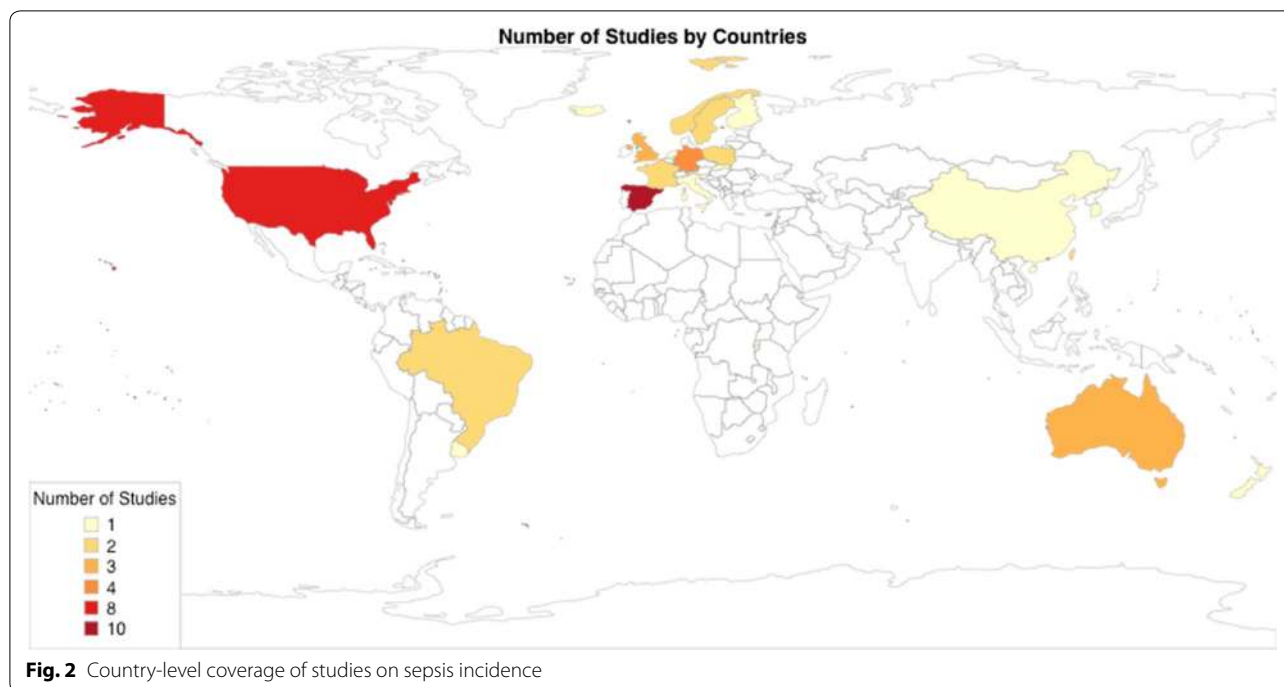 Number of Studies by Countries
Number of Studies
1
2
3
4
8
10
Fig. 2 Country-level coverage of studies on sepsis incidence